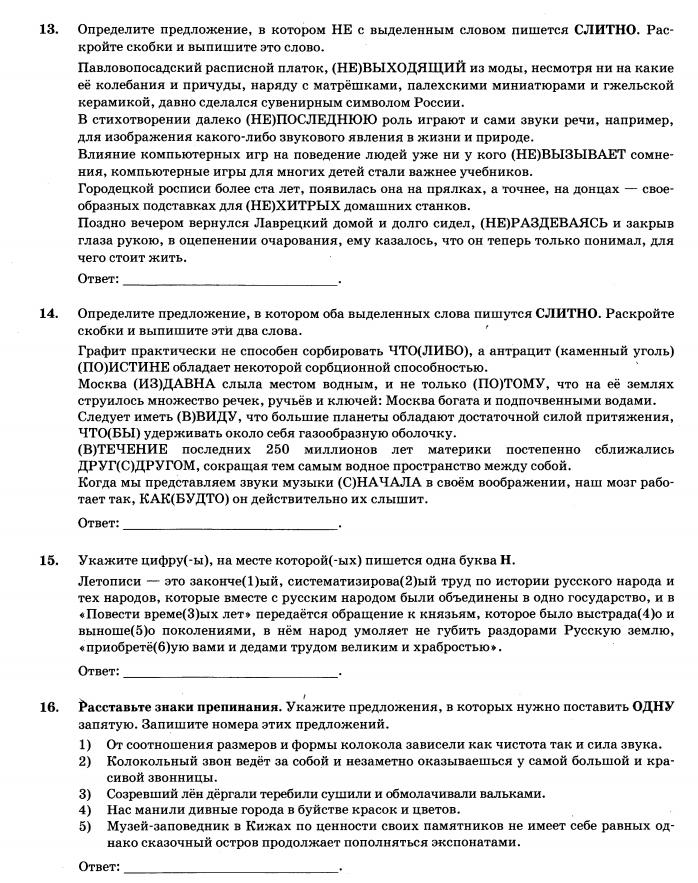 13. Определите предложение, в котором НЕ с выделенным словом пишется СЛИТНО. Рас-
кройте скобки и выпишите это слово.
Павловопосадский расписной платок, (НЕ)ВЫХОДЯЩИЙ из моды, несмотря ни на какие
её колебания и причуды, наряду с матрёшками, палехскими миниатюрами и гжельской
керамикой, давно сделался сувенирным символом России.
В стихотворении далеко (НЕ)ПОСЛЕДНЮЮ роль играют и сами звуки речи, например,
для изображения какого-либо звукового явления в жизни и природе.
Влияние компьютерных игр на поведение людей уже ни у кого (НЕ)ВЫЗЫВАЕТ сомне-
ния, компьютерные игры для многих детей стали важнее учебников.
Городецкой росписи более ста лет, появилась она на прялках, а точнее, на донцах — свое-
образных подставках для (НЕ)ХИТРЫХ домашних станков.
Поздно вечером вернулся Лаврецкий домой и долго сидел, (НЕ)РАЗДЕВАЯСЬ и закрыв
глаза рукою, в оцепенении очарования, ему казалось, что он теперь только понимал, для
чего стоит жить.
Ответ: ____________________________.
14. Определите предложение, в котором оба выделенных слова пишутся СЛИТНО. Раскройте
скобки и выпишите эти два слова.
Графит практически не способен сорбировать ЧТО(ЛИБО), а антрацит (каменный уголь)
(ПО)ИСТИНЕ обладает некоторой сорбционной способностью.
Москва (ИЗ)ДАВНА слыла местом водным, и не только (ПО)ТОМУ, что на её землях
струилось множество речек, ручьёв и ключей: Москва богата и подпочвенными водами.
Следует иметь (В)ВИДУ, что большие планеты обладают достаточной силой притяжения,
ЧТО(БЫ) удерживать около себя газообразную оболочку.
(В)ТЕЧЕНИЕ последних 250 миллионов лет материки постепенно сближались
ДРУГ(С)ДРУГОМ, сокращая тем самым водное пространство между собой.
Когда мы представляем звуки музыки (С)НАЧАЛА в своём воображении, наш мозг рабо-
тает так, КАК(БУДТО) он действительно их слышит.
Ответ: ____________________________.
15. Укажите цифру(-ы), на месте которой(-ых) пишется одна буква Н.
Летописи — это законче(1)ый, систематизирова(2)ый труд по истории русского народа и
тех народов, которые вместе с русским народом были объединены в одно государство, и в
«Повести време(3)ых лет» передаётся обращение к князьям, которое было выстрада(4)о и
выноше(5)о поколениями, в нём народ умоляет не губить раздорами Русскую землю,
«приобретё(6)ую вами и дедами трудом великим и храбростью».
Ответ: ____________________________.
16. Расставьте знаки препинания. Укажите предложения, в которых нужно поставить ОДНУ
запятую. Запишите номера этих предложений.
1) От соотношения размеров и формы колокола зависели как чистота так и сила звука.
2) Колокольный звон ведёт за собой и незаметно оказываешься у самой большой и кра-
сивой звонницы.
3) Созревший лён дёргали теребили сушили и обмолачивали вальками.
4) Нас манили дивные города в буйстве красок и цветов.
5) Музей-заповедник в Кижах по ценности своих памятников не имеет себе равных од-
нако сказочный остров продолжает пополняться экспонатами.
Ответ: ____________________________.